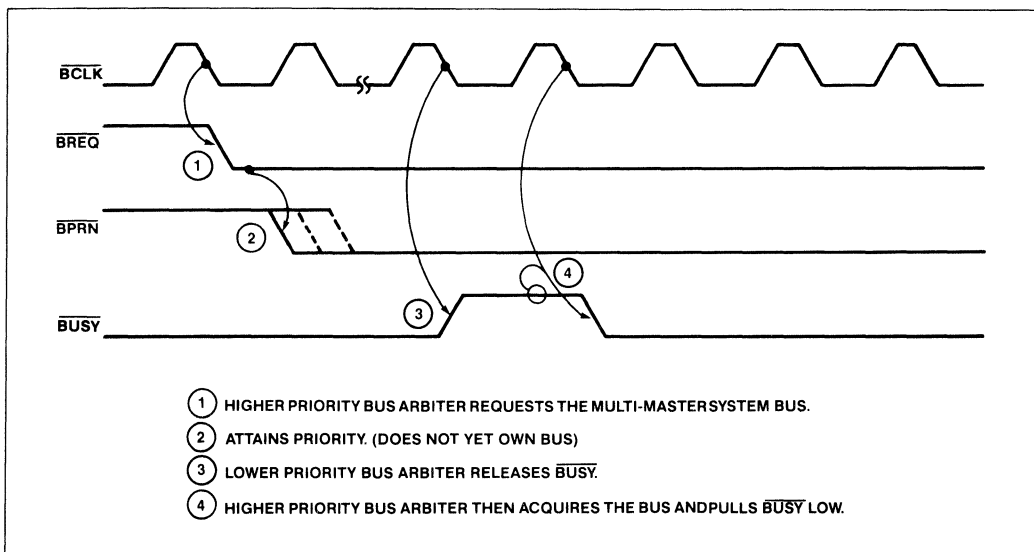 BCLK
BREQ
1
BPRN
2
4
3
BUSY
1 HIGHER PRIORITY BUS ARBITER REQUESTS THE MULTI-MASTERSYSTEM BUS.
2 ATTAINS PRIORITY. (DOES NOT YET OWN BUS)
3 LOWER PRIORITY BUS ARBITER RELEASES BUSY.
4 HIGHER PRIORITY BUS ARBITER THEN ACQUIRES THE BUS ANDPULLS BUSY LOW.